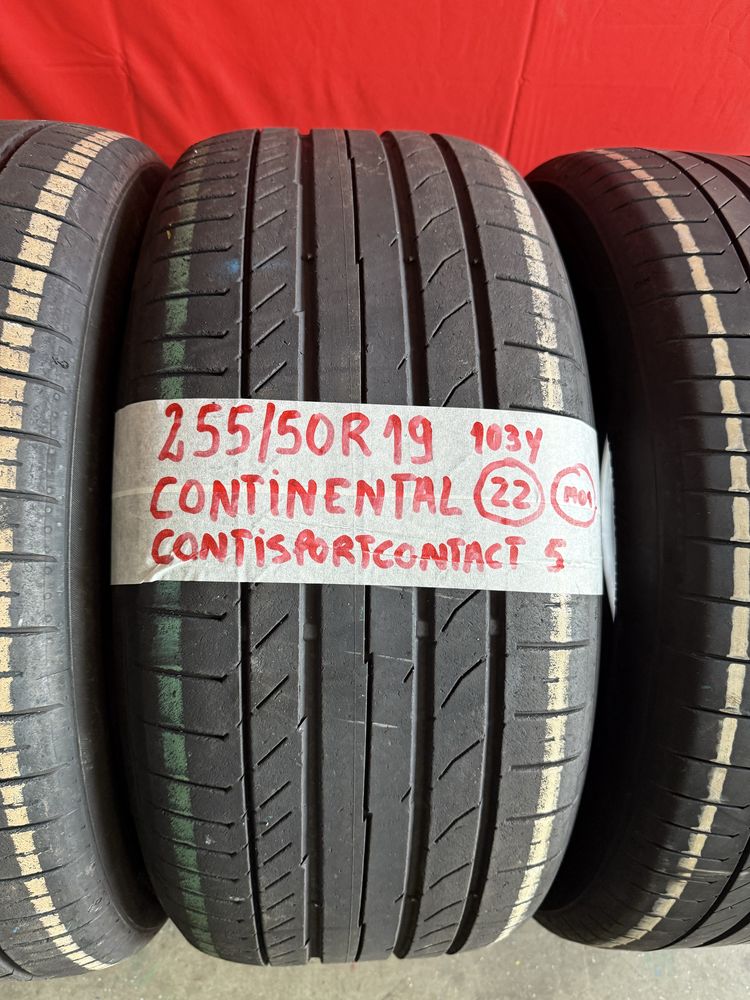 255/50R19 103Y
CONTINENTAL 22 MO1
CONTISPORTCONTACT 5